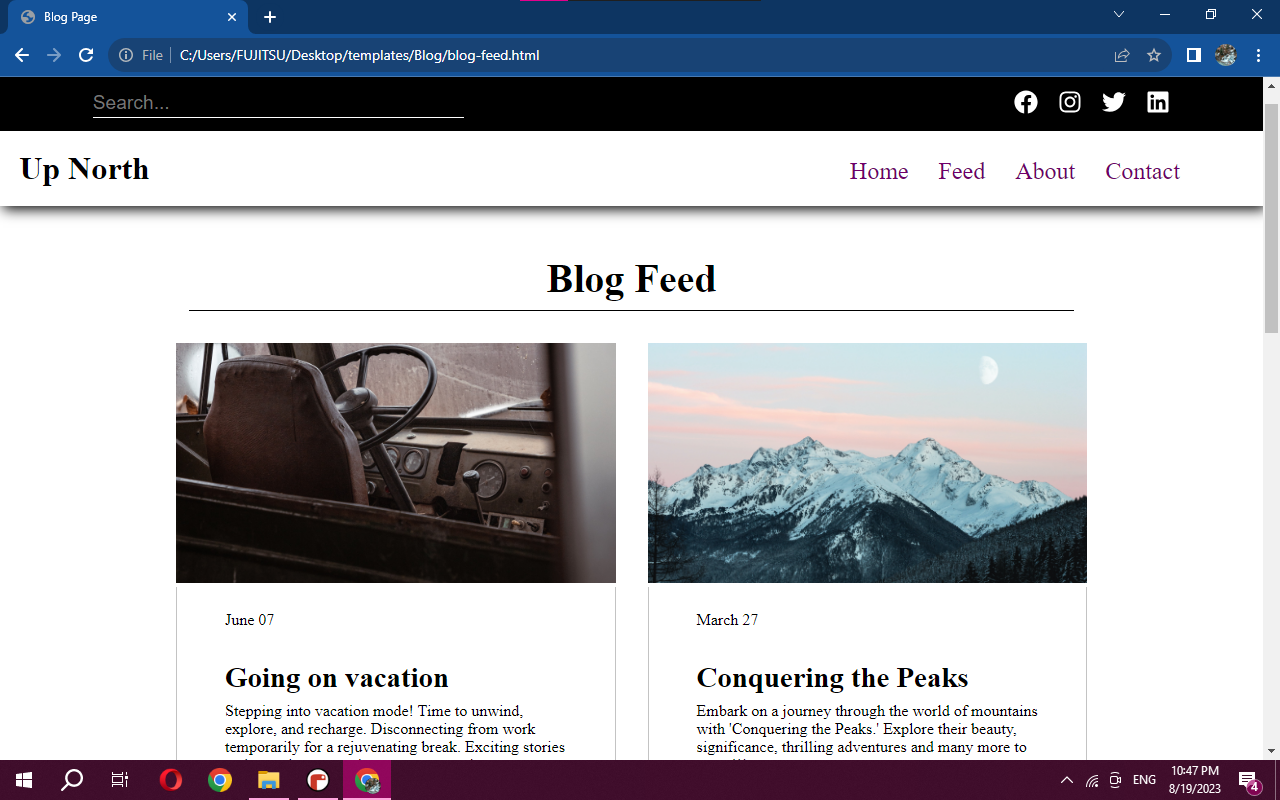 Blog Page
File
C:/Users/FUJITSU/Desktop/templates/Blog/blog-feed.html
Search...
Up North
Home Feed About Contact
Blog Feed
June 07
Going on vacation
Stepping into vacation mode! Time to unwind,
explore, and recharge. Disconnecting from work
temporarily for a rejuvenating break. Exciting stories
March 27
Conquering the Peaks
Embark on a journey through the world of mountains
with 'Conquering the Peaks.' Explore their beauty,
significance, thrilling adventures and many more to
ENG
10:47 PM
8/19/2023
4